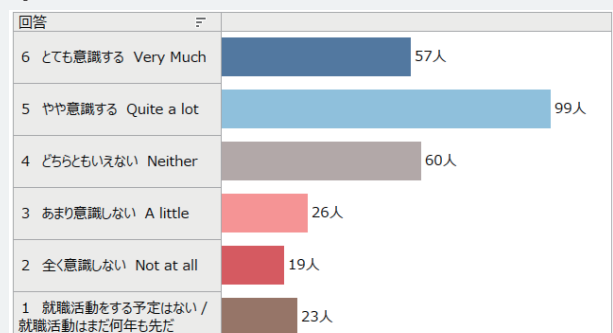 回答
6 とても意識する Very Much
57人
5 やや意識する Quite a lot
99人
4 どちらともいえない Neither
60人
3 あまり意識しない A little
26人
2 全く意識しない Not at all
19人
1 就職活動をする予定はない /
就職活動はまだ何年も先だ
23人